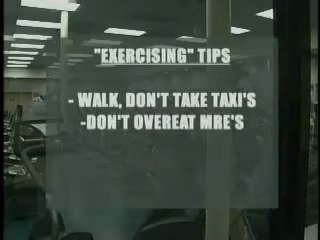 "EXERCISING" TIPS
- WALK, DON'T TAKE TAXI'S
-DON'T OVEREAT MRE'S